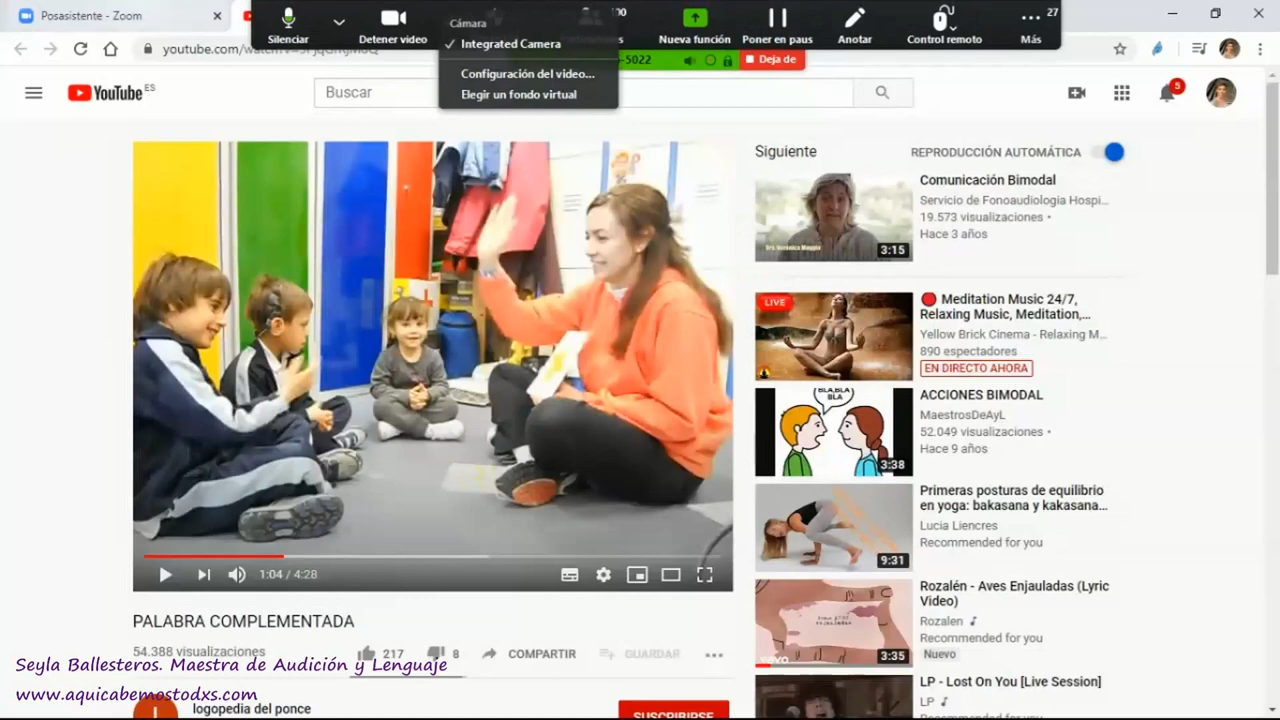 Posasistente - Zoom
Silenciar
Detener video
Cámara
Integrated Camera
Configuración del video...
Elegir un fondo virtual
Nueva función
Poner en paus
Anotar
Control remoto
27
Más
-5022
Deja de
YouTube ES
Buscar
5
Siguiente
REPRODUCCIÓN AUTOMÁTICA
Comunicación Bimodal
Servicio de Fonoaudiologia Hospi...
19.573 visualizaciones •
Hace 3 años
3:15
LIVE
Meditation Music 24/7,
Relaxing Music, Meditation,...
Yellow Brick Cinema - Relaxing M...
890 espectadores
EN DIRECTO AHORA
BLA,BLA,
BLA
ACCIONES BIMODAL
MaestrosDeAyL
52.049 visualizaciones •
Hace 9 años
3:38
Primeras posturas de equilibrio
en yoga: bakasana y kakasana...
Lucia Liencres
Recommended for you
9:31
Rozalén - Aves Enjauladas (Lyric
Video)
Rozalen
Recommended for you
Nuevo
3:35
vevo
LP - Lost On You [Live Session]
LP
1:04 / 4:28
PALABRA COMPLEMENTADA
54.388 visualizaciones
217
8
COMPARTIR
GUARDAR
Seyla Ballesteros. Maestra de Audición y Lenguaje
www.aquicabemostodxs.com
logopedia del ponce
SUSCRIBIRSE